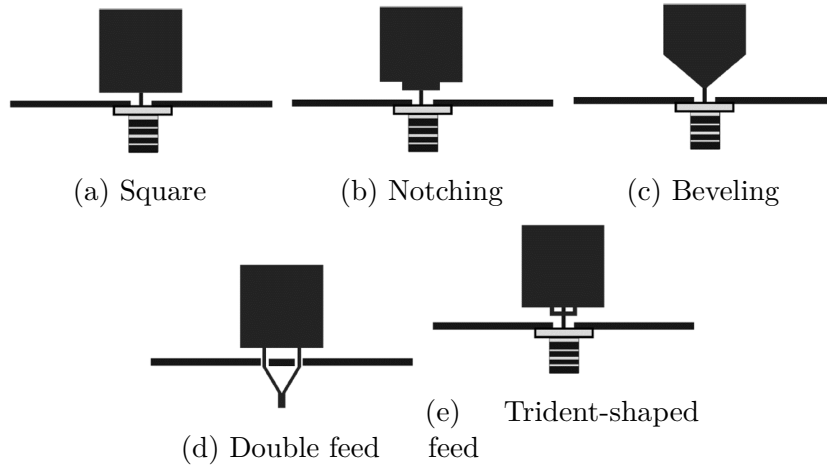 (a) Square
(b) Notching
(c) Beveling
(d) Double feed
(e) Trident-shaped
feed